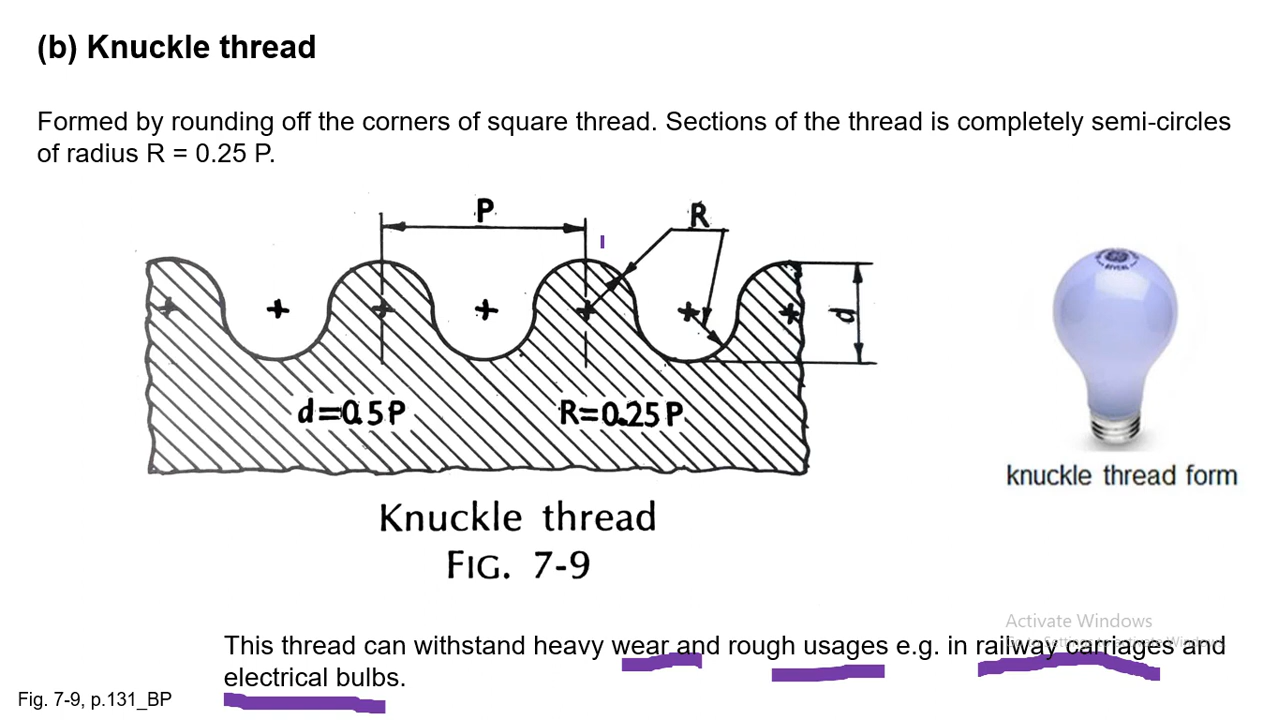 (b) Knuckle thread
Formed by rounding off the corners of square thread. Sections of the thread is completely semi-circles
of radius R = 0.25 P.
P
R
d
d=0.5P
R=0.25P
knuckle thread form
Knuckle thread
FIG. 7-9
Activate Windows
This thread can withstand heavy wear and rough usages e.g. in railway carriages and
electrical bulbs.
Fig. 7-9, p.131_BP